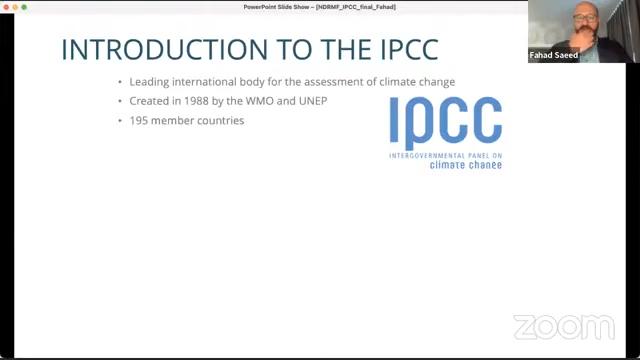 PowerPoint Slide Show – [NDRMF_IPCC_final_Fahad]
Fahad Saeed
INTRODUCTION TO THE IPCC
• Leading international body for the assessment of climate change
• Created in 1988 by the WMO and UNEP
• 195 member countries
ipcc
INTERGOVERNMENTAL PANEL ON
climate change
zoom